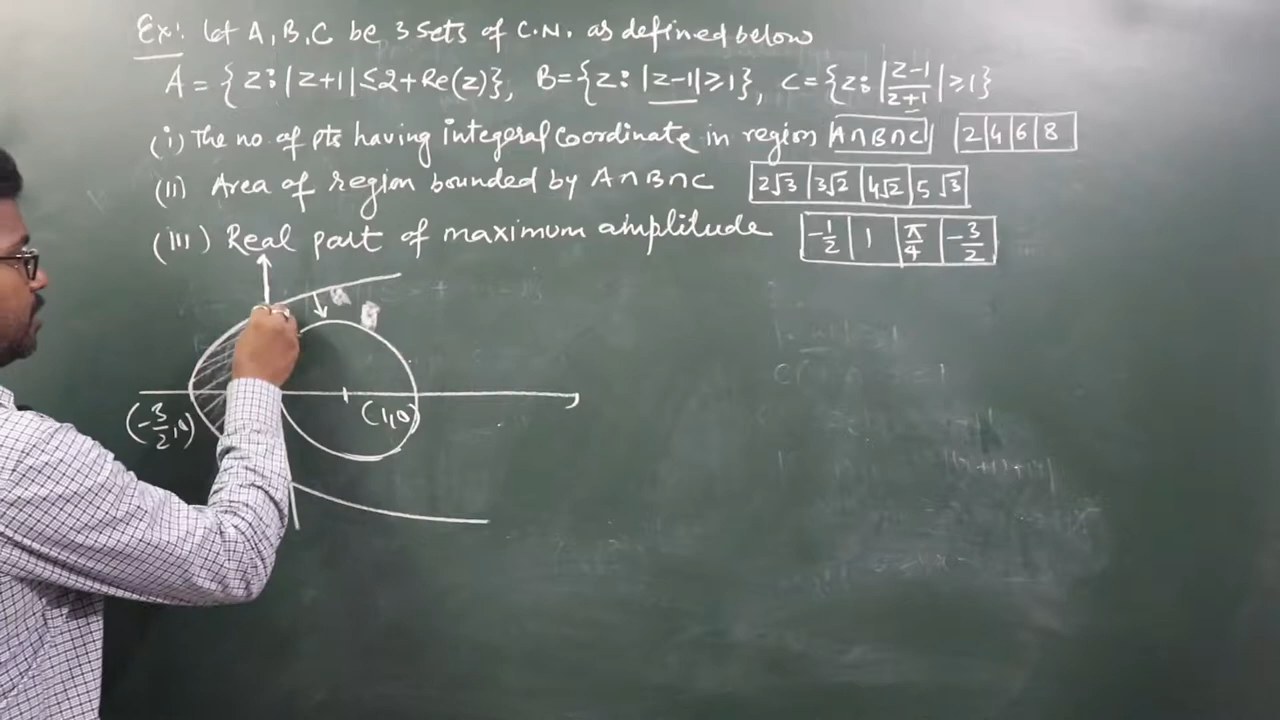 Ex: let A, B, C be 3 sets of C.N. as defined below
A = {z: |z+1| ≤ 2+Re(z)}, B={z: |z-1| ≥ 1}, C={z: |z-1/z+1| ≥ 1}
(i) The no. of pts having integeral coordinate in region A∩B∩C |2|4|6|8|
(ii) Area of region bounded by A∩B∩C |2√3|3√2|4√2|5√3|
(iii) Real part of maximum amplitude |-1/2|1|π/4|-3/2|
(-3/2, 0)
(1,0)